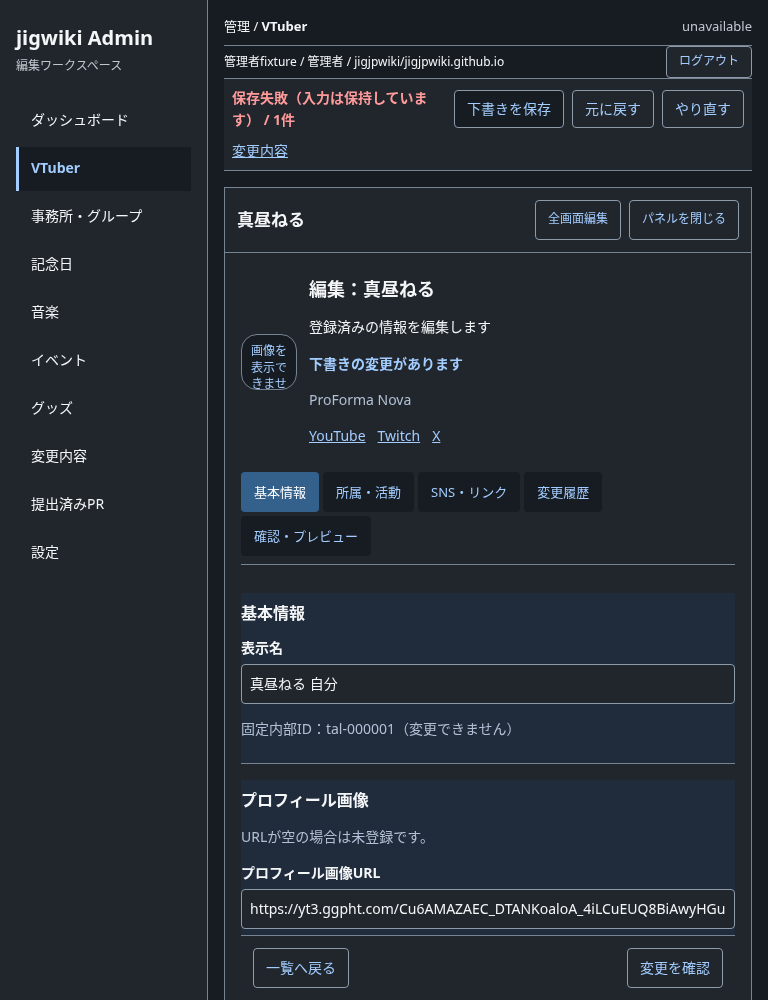 jigwiki Admin
編集ワークスペース
ダッシュボード
VTuber
事務所・グループ
記念日
音楽
イベント
グッズ
変更内容
提出済みPR
設定
管理 / VTuber
unavailable
管理者fixture / 管理者 / jigjpwiki/jigjpwiki.github.io
ログアウト
保存失敗（入力は保持していま
す） / 1件
下書きを保存
元に戻す
やり直す
変更内容
真昼ねる
全画面編集
パネルを閉じる
画像を
表示で
きませ
編集：真昼ねる
登録済みの情報を編集します
下書きの変更があります
ProForma Nova
YouTube Twitch X
基本情報
所属・活動
SNS・リンク
変更履歴
確認・プレビュー
基本情報
表示名
真昼ねる 自分
固定内部ID：tal-000001（変更できません）
プロフィール画像
URLが空の場合は未登録です。
プロフィール画像URL
https://yt3.ggpht.com/Cu6AMAZAEC_DTANKoaloA_4iLCuEUQ8BiAwyHGu
一覧へ戻る
変更を確認